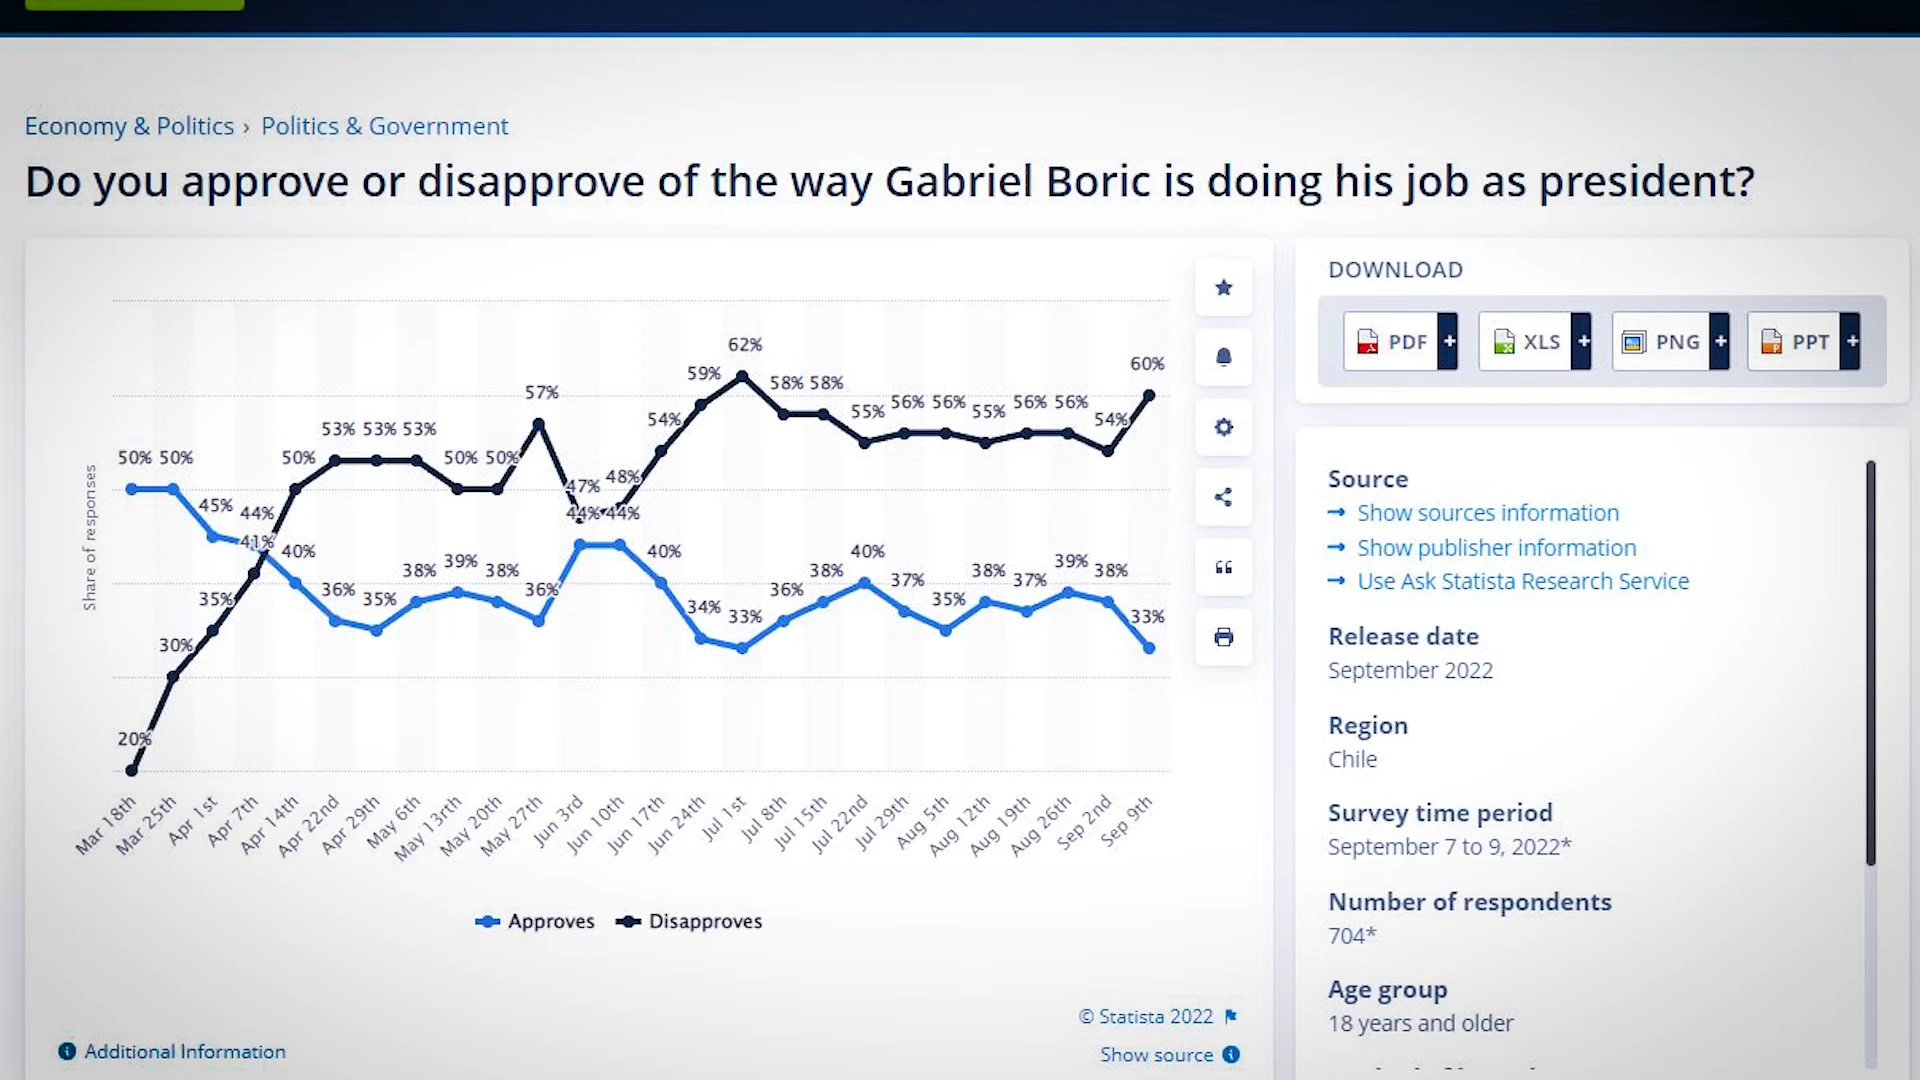 Economy & Politics › Politics & Government
Do you approve or disapprove of the way Gabriel Boric is doing his job as president?
Share of responses
50% 50% 45% 44% 40% 36% 35% 38% 39% 38% 36% 44% 44% 40% 34% 33% 36% 38% 40% 37% 35% 38% 37% 39% 38% 33%
20% 30% 35% 41% 50% 53% 53% 53% 50% 50% 57% 47% 48% 54% 59% 62% 58% 58% 55% 56% 56% 55% 56% 56% 54% 60%
Mar 18th Mar 25th Apr 1st Apr 7th Apr 14th Apr 22nd Apr 29th May 6th May 13rth May 20th May 27th Jun 3rd Jun 10th Jun 17th Jun 24th Jul 1st Jul 8th Jul 15th Jul 22nd Jul 29th Aug 5th Aug 12th Aug 19th Aug 26th Sep 2nd Sep 9th
Approves Disapproves
Additional Information
© Statista 2022
Show source
DOWNLOAD
PDF + XLS + PNG + PPT +
Source
→ Show sources information
→ Show publisher information
→ Use Ask Statista Research Service
Release date
September 2022
Region
Chile
Survey time period
September 7 to 9, 2022*
Number of respondents
704*
Age group
18 years and older